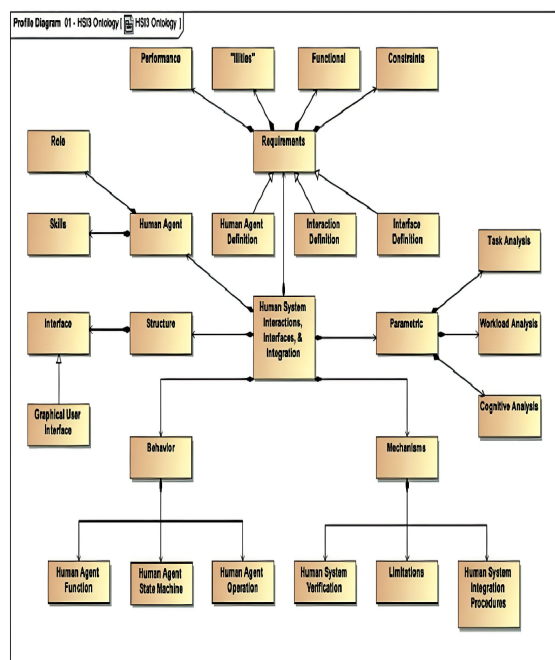 Profile Diagram 01 - HSI3 Ontology [ HSI3 Ontology ]
Performance
"Ilities"
Functional
Constraints
Role
Requirements
Skills
Human Agent
Human Agent
Definition
Interaction
Definition
Interface
Definition
Task Analysis
Interface
Structure
Human System
Interactions,
Interfaces, &
Integration
Parametric
Workload Analysis
Graphical User
Interface
Cognitive Analysis
Behavior
Mechanisms
Human Agent
Function
Human Agent
State Machine
Human Agent
Operation
Human System
Verification
Limitations
Human System
Integration
Procedures